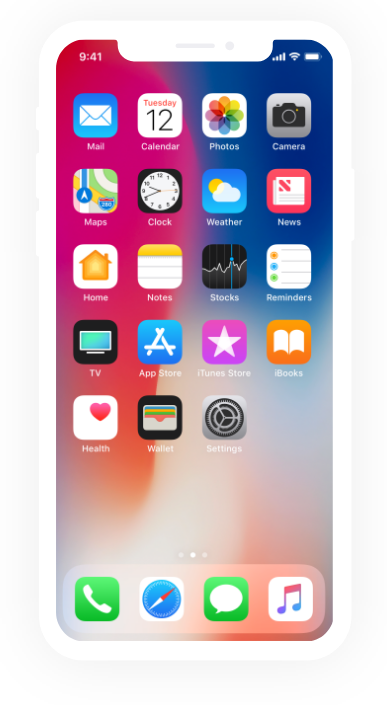 9:41
Tuesday
12
Mail Calendar Photos Camera
Maps Clock Weather News
Home Notes Stocks Reminders
TV App Store iTunes Store iBooks
Health Wallet Settings